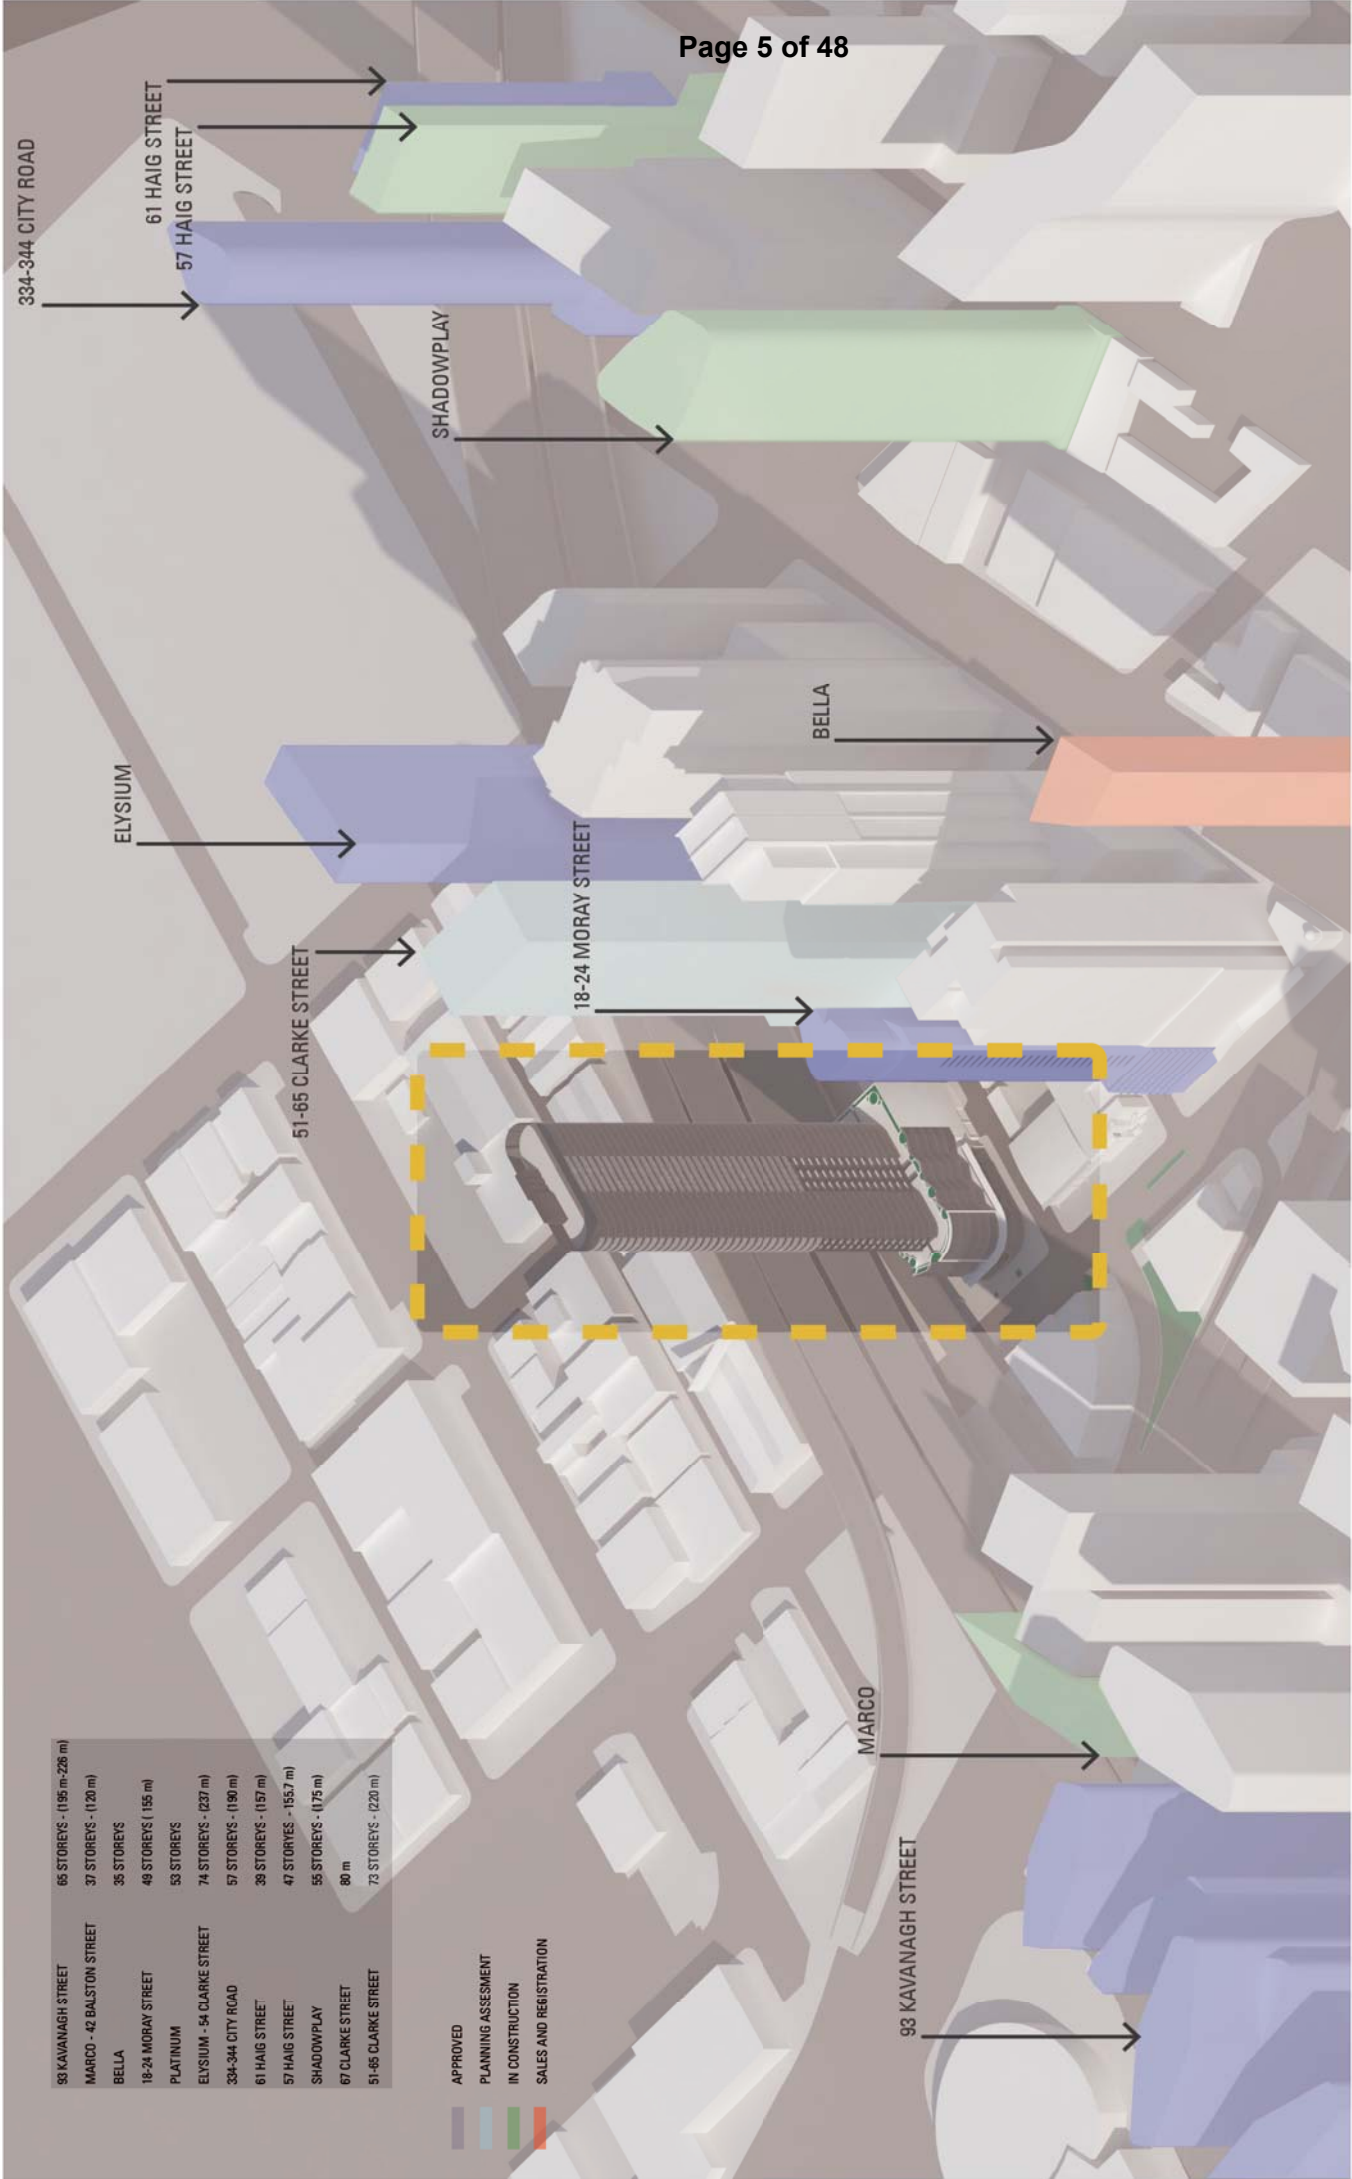 Page 5 of 48
93 KAVANAGH STREET 65 STOREYS - (195 m-226 m)
MARCO - 42 BALSTON STREET 37 STOREYS - (120 m)
BELLA 35 STOREYS
18-24 MORAY STREET 49 STOREYS ( 155 m)
PLATINUM 53 STOREYS
ELYSIUM - 54 CLARKE STREET 74 STOREYS - (237 m)
334-344 CITY ROAD 57 STOREYS - (190 m)
61 HAIG STREET 39 STOREYS - (157 m)
57 HAIG STREET 47 STORYES - 155.7 m)
SHADOWPLAY 55 STOREYS - (175 m)
67 CLARKE STREET 80 m
51-65 CLARKE STREET 73 STOREYS - (220 m)
APPROVED
PLANNING ASSESMENT
IN CONSTRUCTION
SALES AND REGISTRATION
93 KAVANAGH STREET
MARCO
51-65 CLARKE STREET
18-24 MORAY STREET
ELYSIUM
BELLA
SHADOWPLAY
334-344 CITY ROAD
61 HAIG STREET
57 HAIG STREET